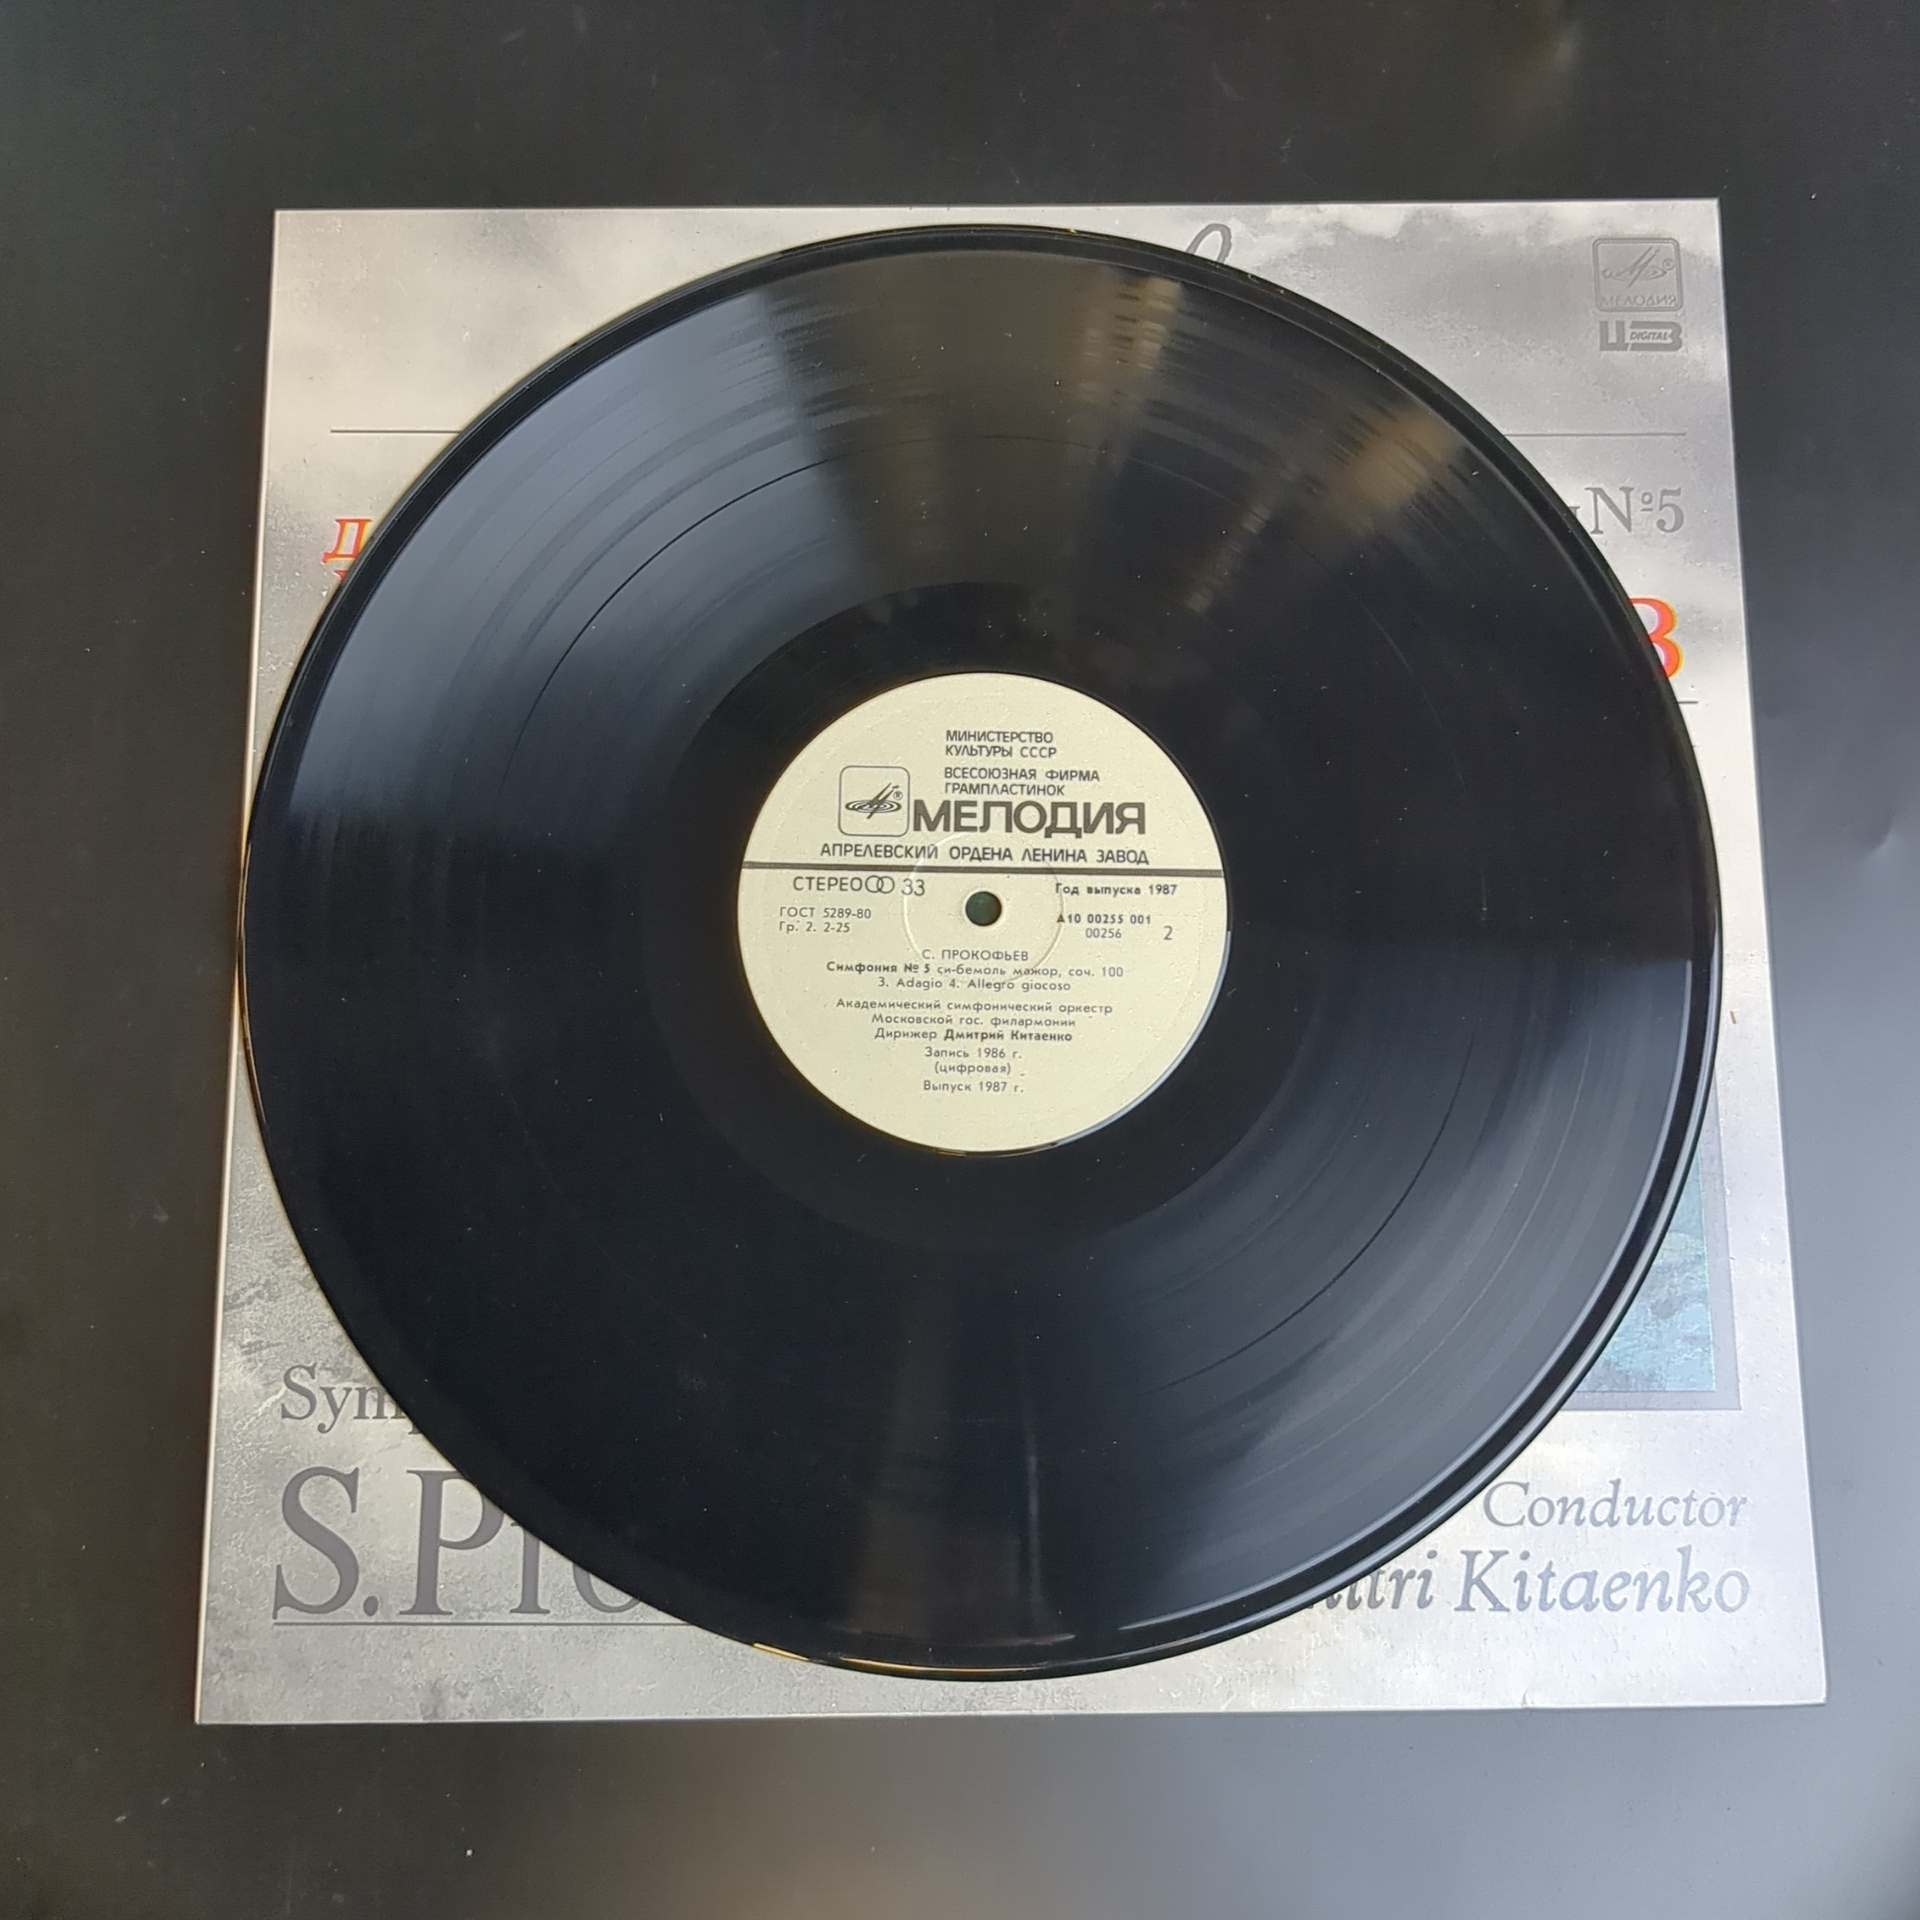 МЕЛОДИЯ
DIGITAL
№5
МИНИСТЕРСТВО
КУЛЬТУРЫ СССР
ВСЕСОЮЗНАЯ ФИРМА
ГРАМПЛАСТИНОК
МЕЛОДИЯ
АПРЕЛЕВСКИЙ ОРДЕНА ЛЕНИНА ЗАВОД
СТЕРЕО 33
Год выпуска 1987
ГОСТ 5289-80
Гр. 2. 2-25
А10 00255 001
00256
2
С. ПРОКОФЬЕВ
Симфония № 5 си-бемоль мажор, соч. 100
3. Adagio 4. Allegro giocoso
Академический симфонический оркестр
Московской гос. филармонии
Дирижер Дмитрий Китаенко
Запись 1986 г.
(цифровая)
Выпуск 1987 г.
Conductor
Kitaenko